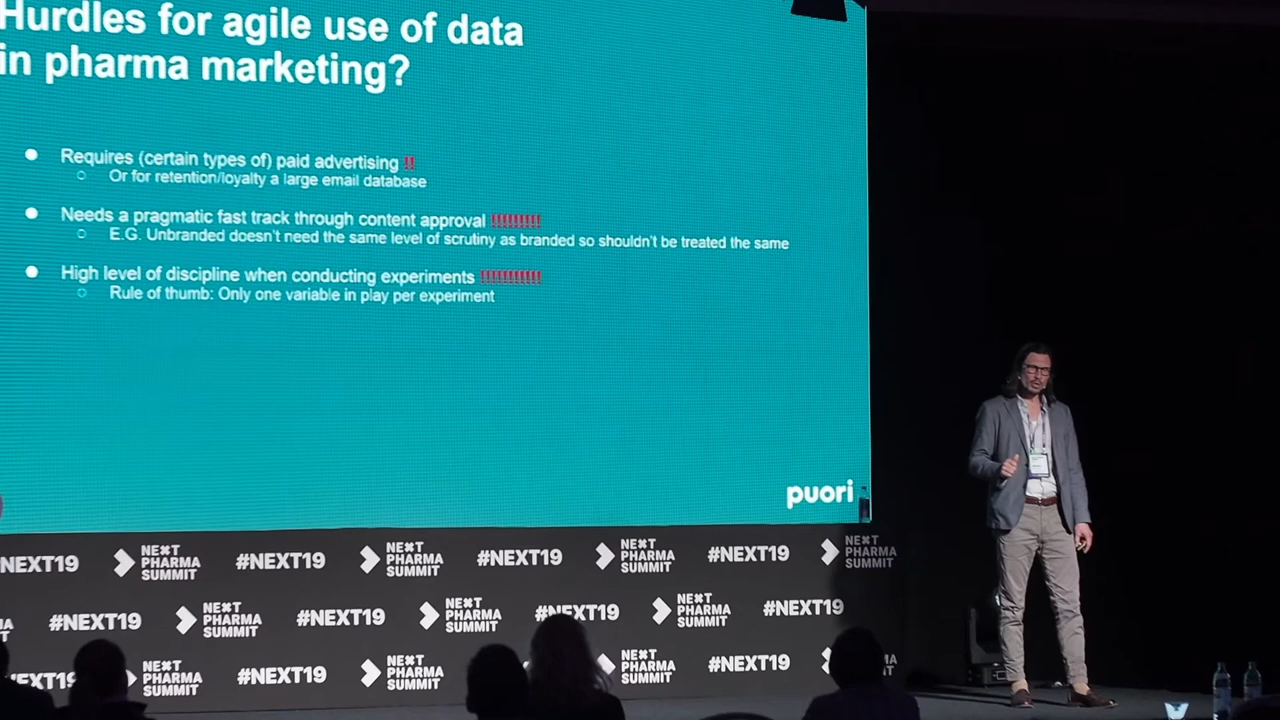 Hurdles for agile use of data
in pharma marketing?
● Requires (certain types of) paid advertising !!
○ Or for retention/loyalty a large email database
● Needs a pragmatic fast track through content approval !!!!!!!!!
○ E.G. Unbranded doesn't need the same level of scrutiny as branded so shouldn't be treated the same
● High level of discipline when conducting experiments !!!!!!!!!!!
○ Rule of thumb: Only one variable in play per experiment
puori
NEXT19
NEXT
PHARMA
SUMMIT
#NEXT19
NEXT
PHARMA
SUMMIT
#NEXT19
NEXT
PHARMA
SUMMIT
#NEXT19
NEXT
PHARMA
SUMMIT
#NEXT19
NEXT
PHARMA
SUMMIT
#NEXT19
NEXT
PHARMA
SUMMIT
#NEXT19
NEXT
PHARMA
SUMMIT
#NEXT19
NEXT
PHARMA
SUMMIT
#NEXT19
NEXT
PHARMA
SUMMIT
#NEXT19
NEXT
PHARMA
SUMMIT
#NEXT19